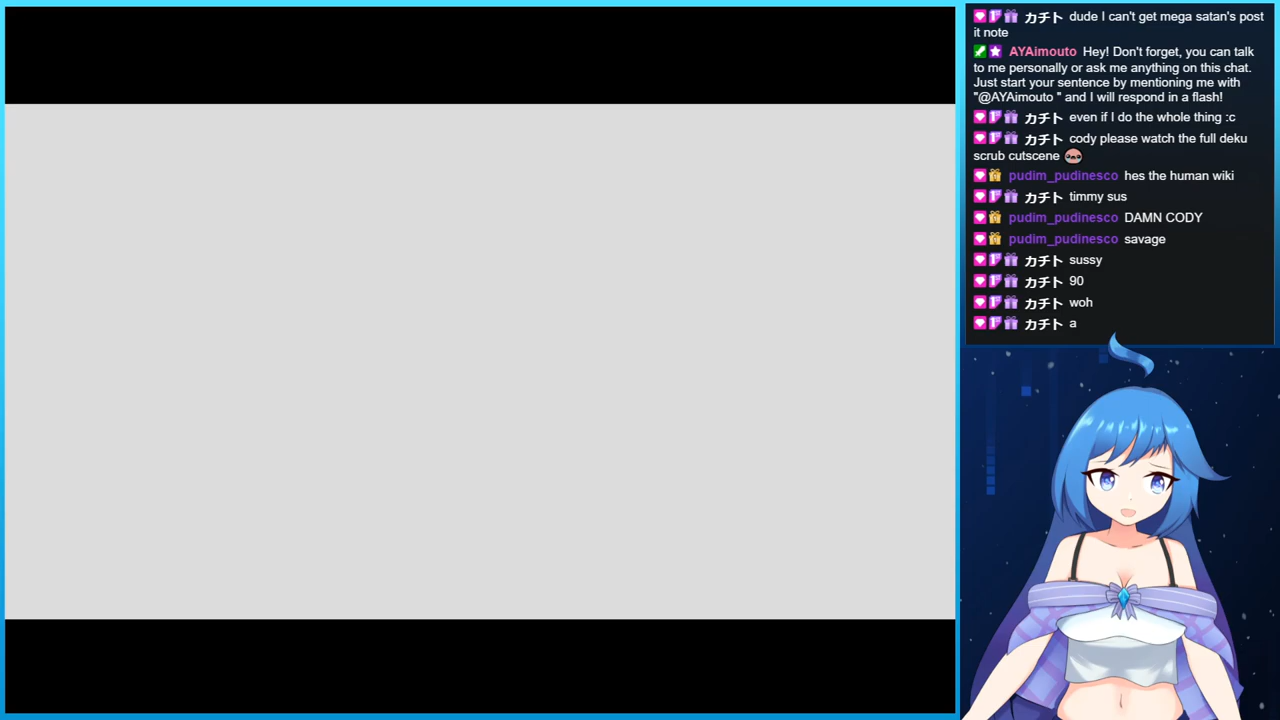 カチト dude I can't get mega satan's post
it note
AYAimouto Hey! Don't forget, you can talk
to me personally or ask me anything on this chat.
Just start your sentence by mentioning me with
"@AYAimouto " and I will respond in a flash!
カチト even if I do the whole thing :c
カチト cody please watch the full deku
scrub cutscene
pudim_pudinesco hes the human wiki
カチト timmy sus
pudim_pudinesco DAMN CODY
pudim_pudinesco savage
カチト sussy
カチト 90
カチト woh
カチト a